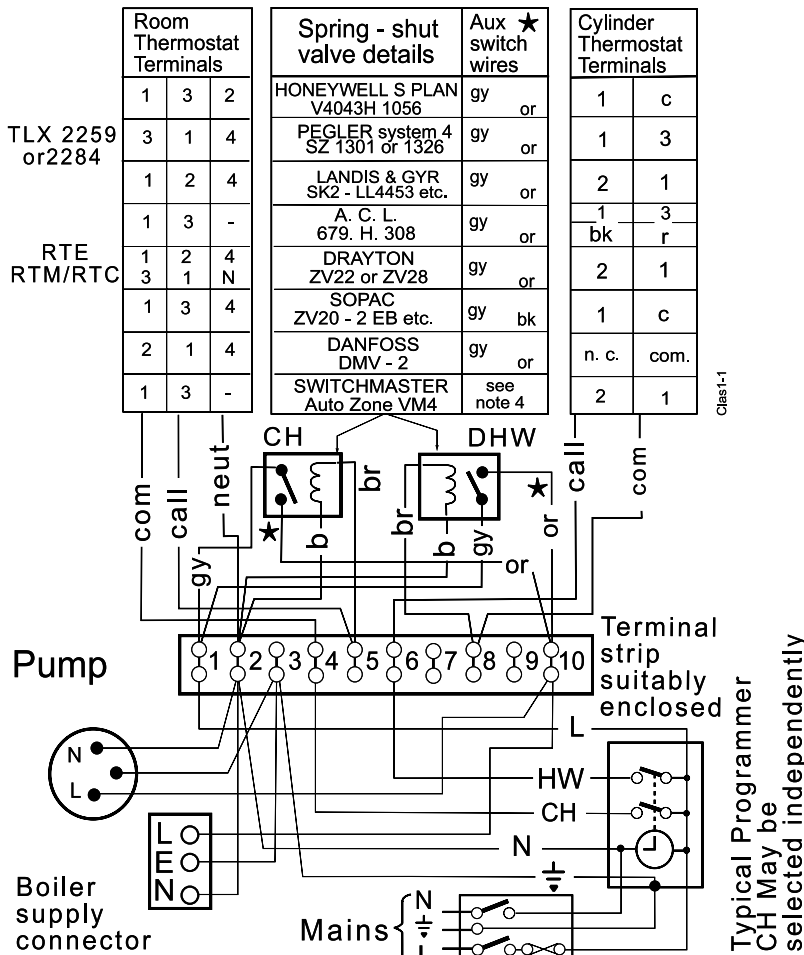 Room
Thermostat
Terminals
1 3 2
3 1 4
1 2 4
1 3 -
1 2 4
3 1 N
1 3 4
2 1 4
1 3 -
TLX 2259
or2284
RTE
RTM/RTC
Spring - shut
valve details
Aux ★
switch
wires
HONEYWELL S PLAN
V4043H 1056
gy or
PEGLER system 4
SZ 1301 or 1326
gy or
LANDIS & GYR
SK2 - LL4453 etc.
gy or
A. C. L.
679. H. 308
gy or
DRAYTON
ZV22 or ZV28
gy or
SOPAC
ZV20 - 2 EB etc.
gy bk
DANFOSS
DMV - 2
gy or
SWITCHMASTER
Auto Zone VM4
see
note 4
Cylinder
Thermostat
Terminals
1 c
1 3
2 1
1 3
bk r
2 1
1 c
n. c. com.
2 1
Clas1-1
CH
DHW
com
call
neut
gy
★
b
br
br
b
gy
★
or
or
call
com
1 2 3 4 5 6 7 8 9 10
Terminal
strip
suitably
enclosed
Pump
N
L
L
E
N
Boiler
supply
connector
L
HW
CH
N
Mains
N
L
Typical Programmer
CH May be
selected independently